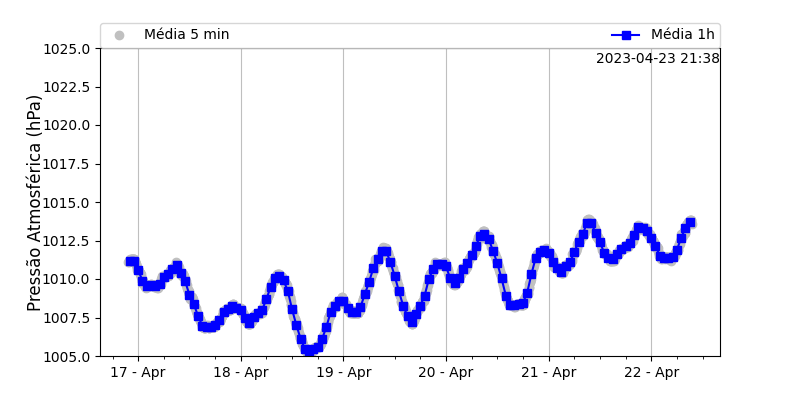 Média 5 min
Média 1h
2023-04-23 21:38
Pressão Atmosférica (hPa)
1025.0
1022.5
1020.0
1017.5
1015.0
1012.5
1010.0
1007.5
1005.0
17 - Apr
18 - Apr
19 - Apr
20 - Apr
21 - Apr
22 - Apr